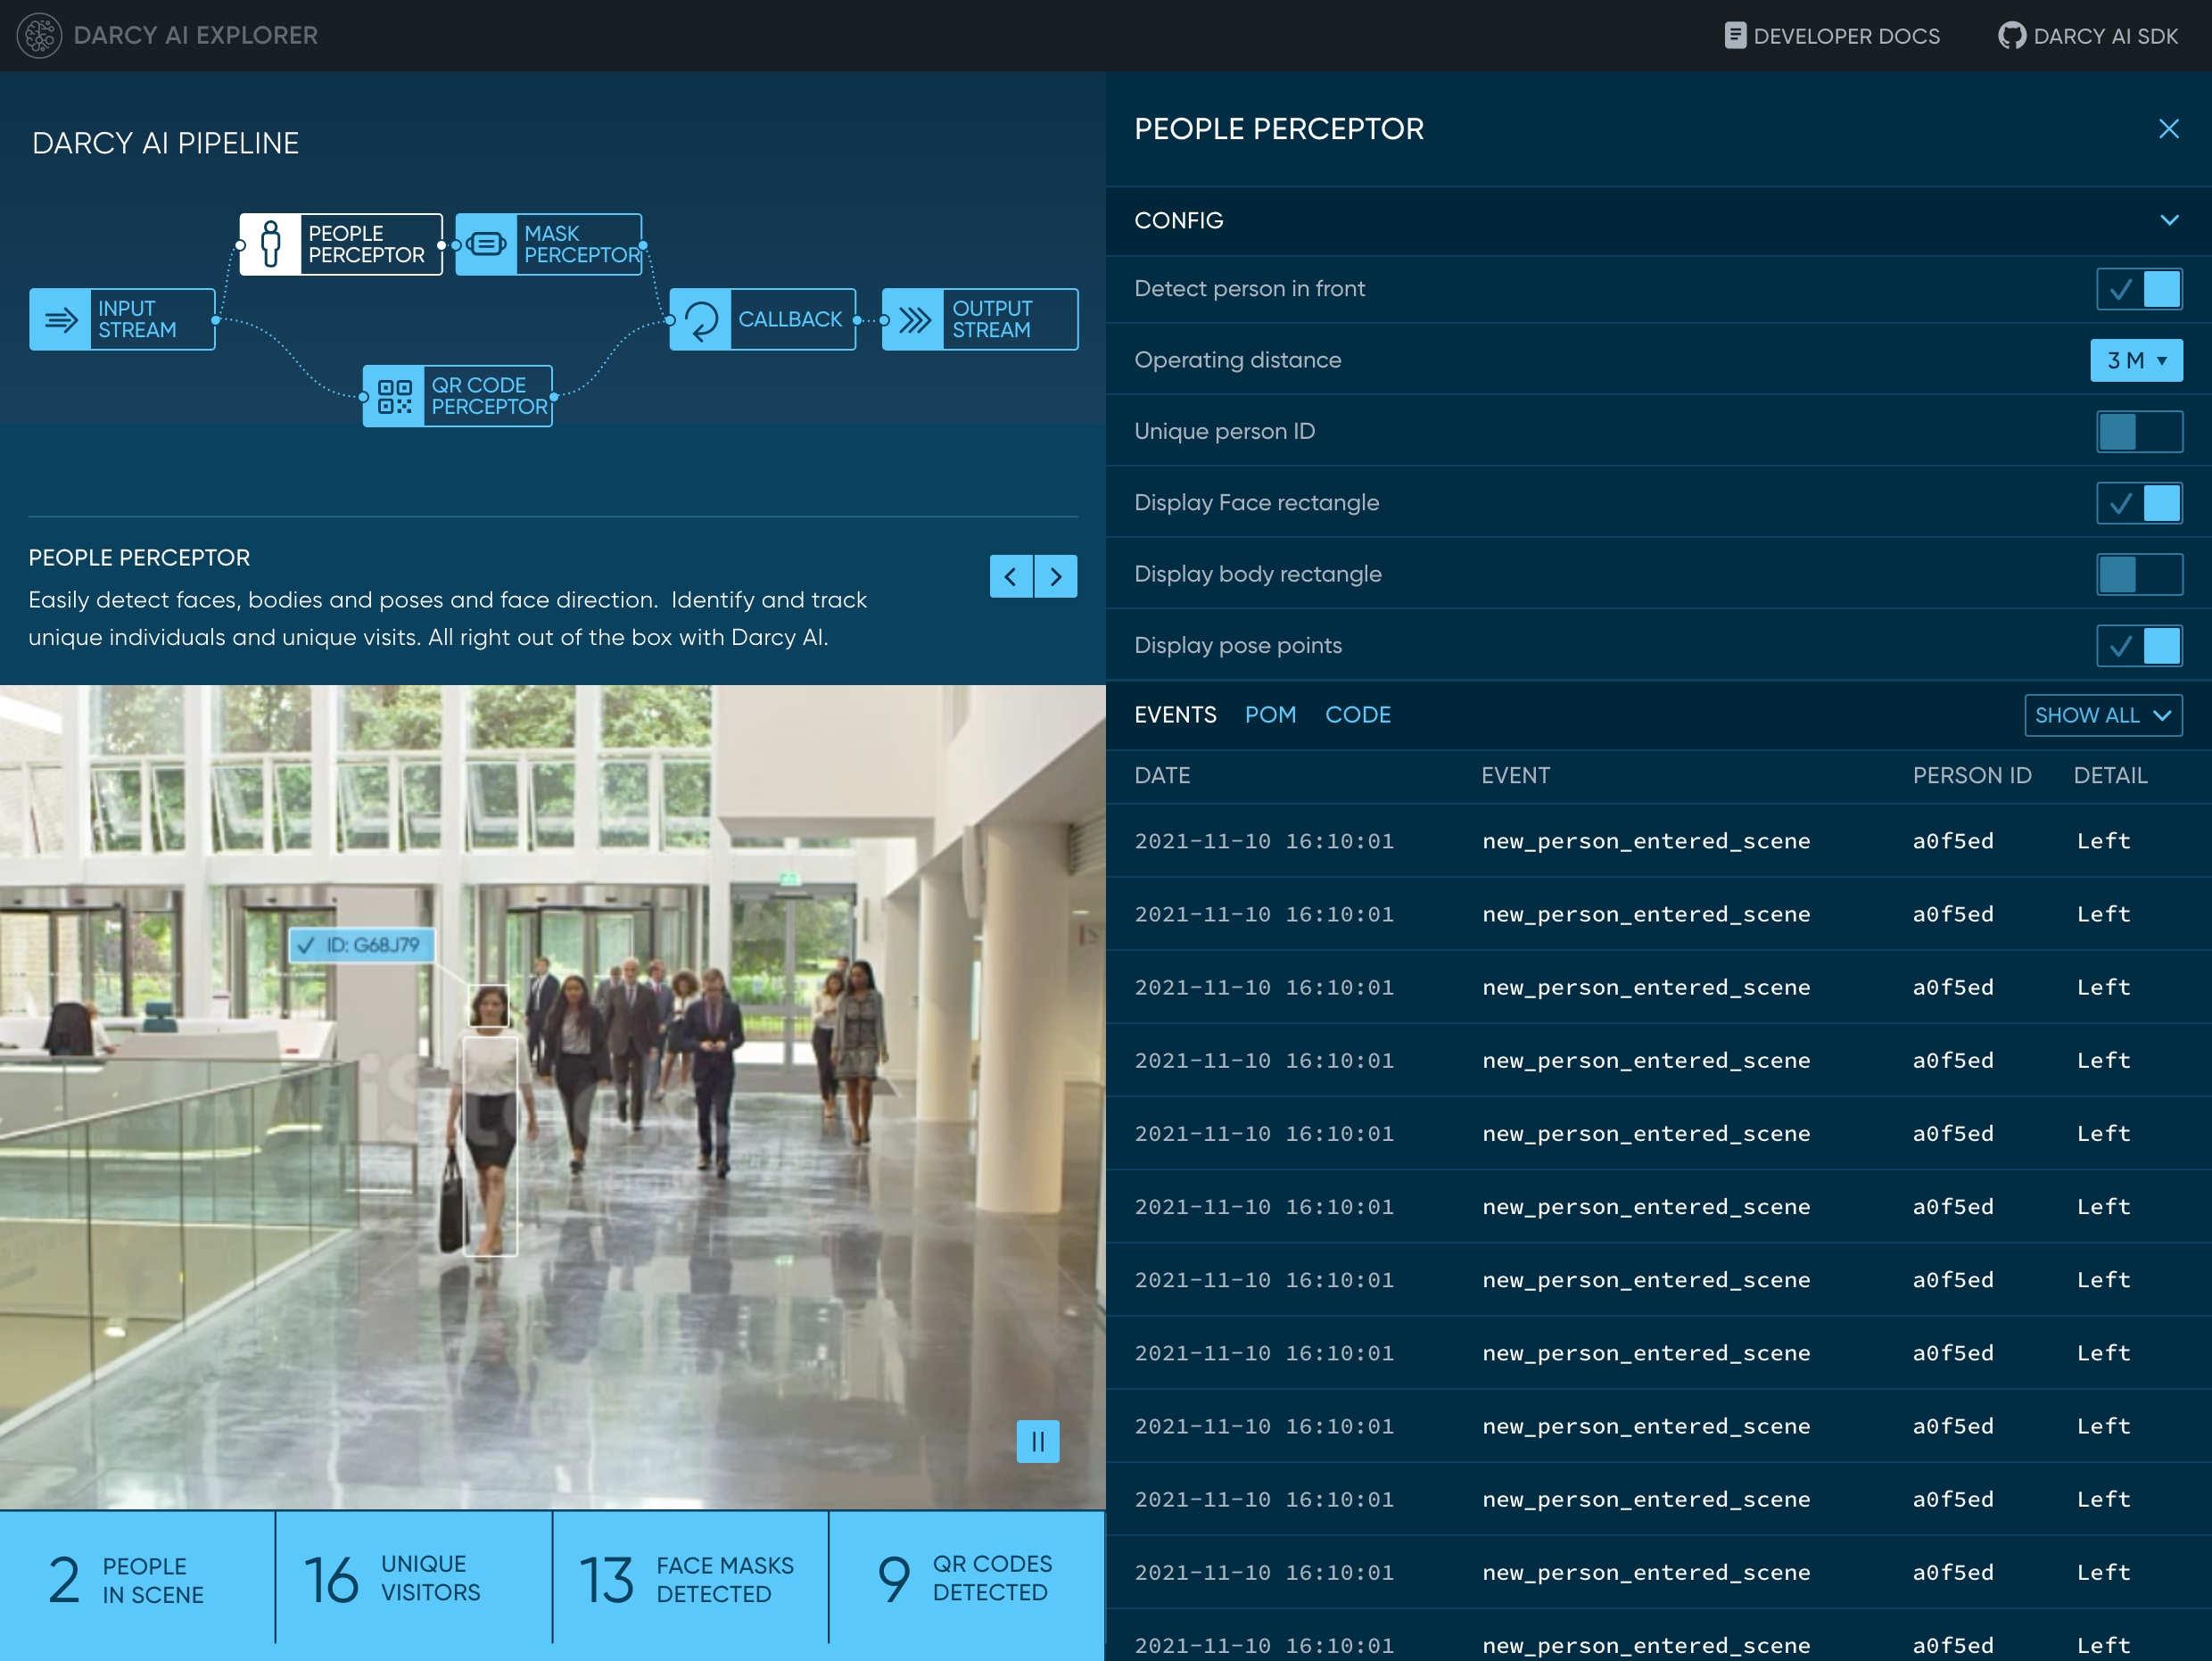 DARCY AI EXPLORER
DEVELOPER DOCS
DARCY AI SDK
DARCY AI PIPELINE
PEOPLE
PERCEPTOR
MASK
PERCEPTOR
INPUT
STREAM
CALLBACK
OUTPUT
STREAM
QR CODE
PERCEPTOR
PEOPLE PERCEPTOR
Easily detect faces, bodies and poses and face direction. Identify and track
unique individuals and unique visits. All right out of the box with Darcy AI.
ID: G68J79
iStock
2 PEOPLE
IN SCENE
16 UNIQUE
VISITORS
13 FACE MASKS
DETECTED
9 QR CODES
DETECTED
PEOPLE PERCEPTOR
CONFIG
Detect person in front
Operating distance 3 M
Unique person ID
Display Face rectangle
Display body rectangle
Display pose points
EVENTS POM CODE SHOW ALL
DATE EVENT PERSON ID DETAIL
2021-11-10 16:10:01 new_person_entered_scene a0f5ed Left
2021-11-10 16:10:01 new_person_entered_scene a0f5ed Left
2021-11-10 16:10:01 new_person_entered_scene a0f5ed Left
2021-11-10 16:10:01 new_person_entered_scene a0f5ed Left
2021-11-10 16:10:01 new_person_entered_scene a0f5ed Left
2021-11-10 16:10:01 new_person_entered_scene a0f5ed Left
2021-11-10 16:10:01 new_person_entered_scene a0f5ed Left
2021-11-10 16:10:01 new_person_entered_scene a0f5ed Left
2021-11-10 16:10:01 new_person_entered_scene a0f5ed Left
2021-11-10 16:10:01 new_person_entered_scene a0f5ed Left
2021-11-10 16:10:01 new_person_entered_scene a0f5ed Left
2021-11-10 16:10:01 new_person_entered_scene a0f5ed Left